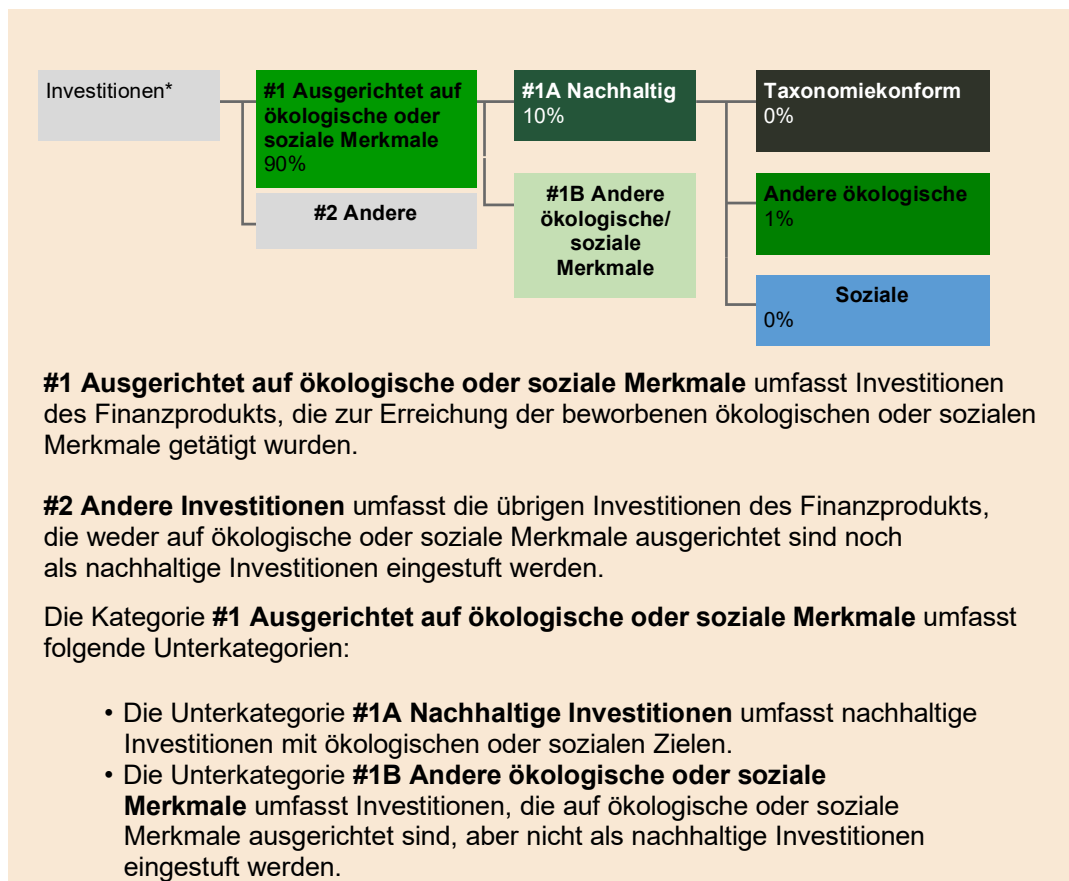 Investitionen*
#1 Ausgerichtet auf
ökologische oder
soziale Merkmale
90%
#2 Andere
#1A Nachhaltig
10%
#1B Andere
ökologische/
soziale
Merkmale
Taxonomiekonform
0%
Andere ökologische
1%
Soziale
0%
#1 Ausgerichtet auf ökologische oder soziale Merkmale umfasst Investitionen
des Finanzprodukts, die zur Erreichung der beworbenen ökologischen oder sozialen
Merkmale getätigt wurden.
#2 Andere Investitionen umfasst die übrigen Investitionen des Finanzprodukts,
die weder auf ökologische oder soziale Merkmale ausgerichtet sind noch
als nachhaltige Investitionen eingestuft werden.
Die Kategorie #1 Ausgerichtet auf ökologische oder soziale Merkmale umfasst
folgende Unterkategorien:
• Die Unterkategorie #1A Nachhaltige Investitionen umfasst nachhaltige
Investitionen mit ökologischen oder sozialen Zielen.
• Die Unterkategorie #1B Andere ökologische oder soziale
Merkmale umfasst Investitionen, die auf ökologische oder soziale
Merkmale ausgerichtet sind, aber nicht als nachhaltige Investitionen
eingestuft werden.